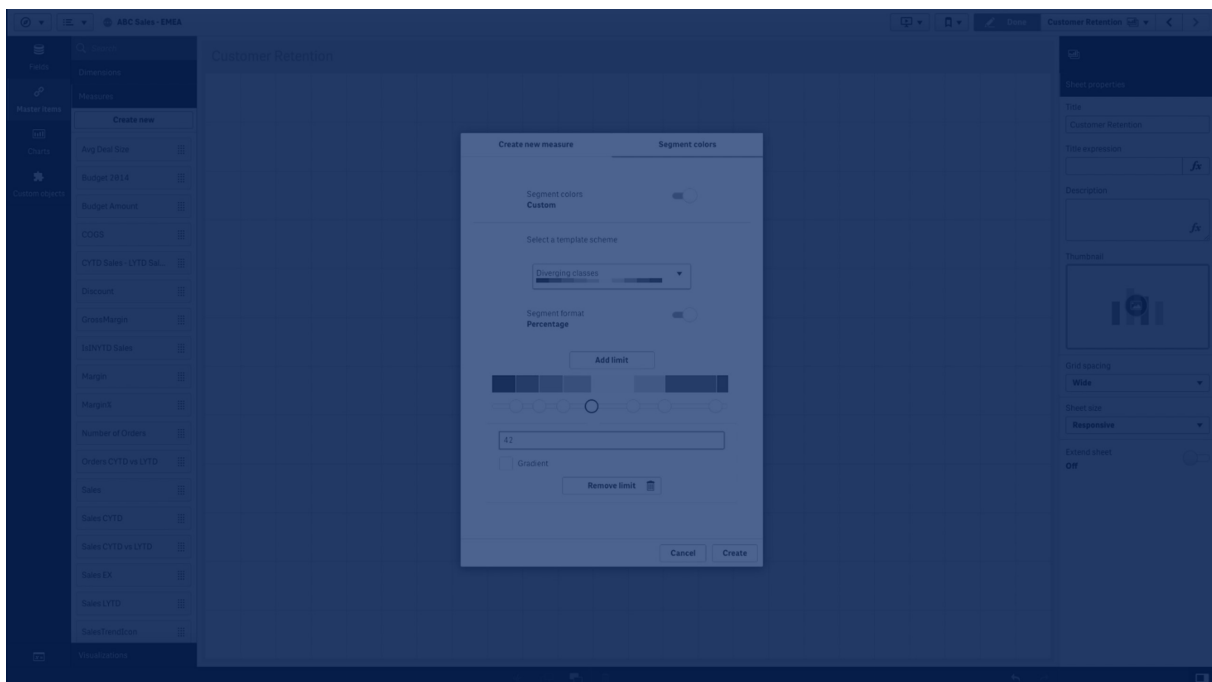 ABC Sales - EMEA
Done
Customer Retention
Fields
Master items
Charts
Custom objects
Search
Dimensions
Measures
Create new
Avg Deal Size
Budget 2014
Budget Amount
COGS
CYTD Sales - LYTD Sal...
Discount
GrossMargin
IsINYTD Sales
Margin
Margin%
Number of Orders
Orders CYTD vs LYTD
Sales
Sales CYTD
Sales CYTD vs LYTD
Sales EX
Sales LYTD
SalesTrendIcon
Visualizations
Customer Retention
Create new measure
Segment colors
Segment colors
Custom
Select a template scheme
Diverging classes
Segment format
Percentage
Add limit
42
Gradient
Remove limit
Cancel
Create
Sheet properties
Title
Customer Retention
Title expression
fx
Description
fx
Thumbnail
Grid spacing
Wide
Sheet size
Responsive
Extend sheet
Off